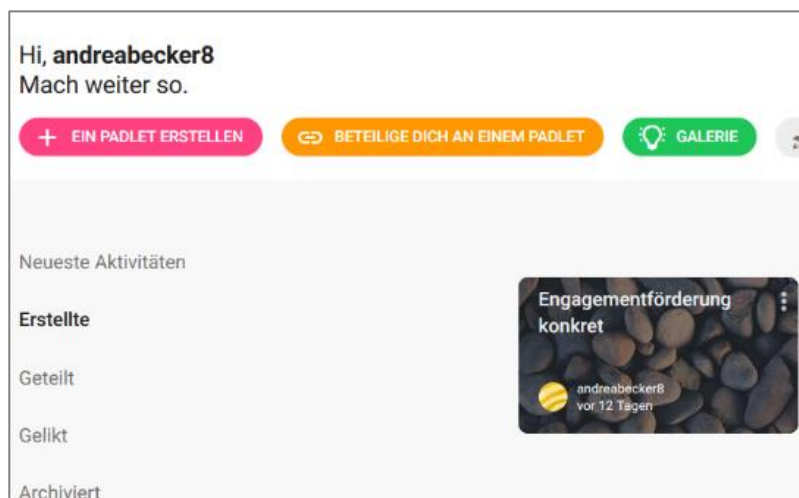 Hi, andreabecker8
Mach weiter so.
EIN PADLET ERSTELLEN
BETEILIGE DICH AN EINEM PADLET
GALERIE
Neueste Aktivitäten
Erstellte
Geteilt
Gelikt
Archiviert
Engagementförderung
konkret
andreabecker8
vor 12 Tagen